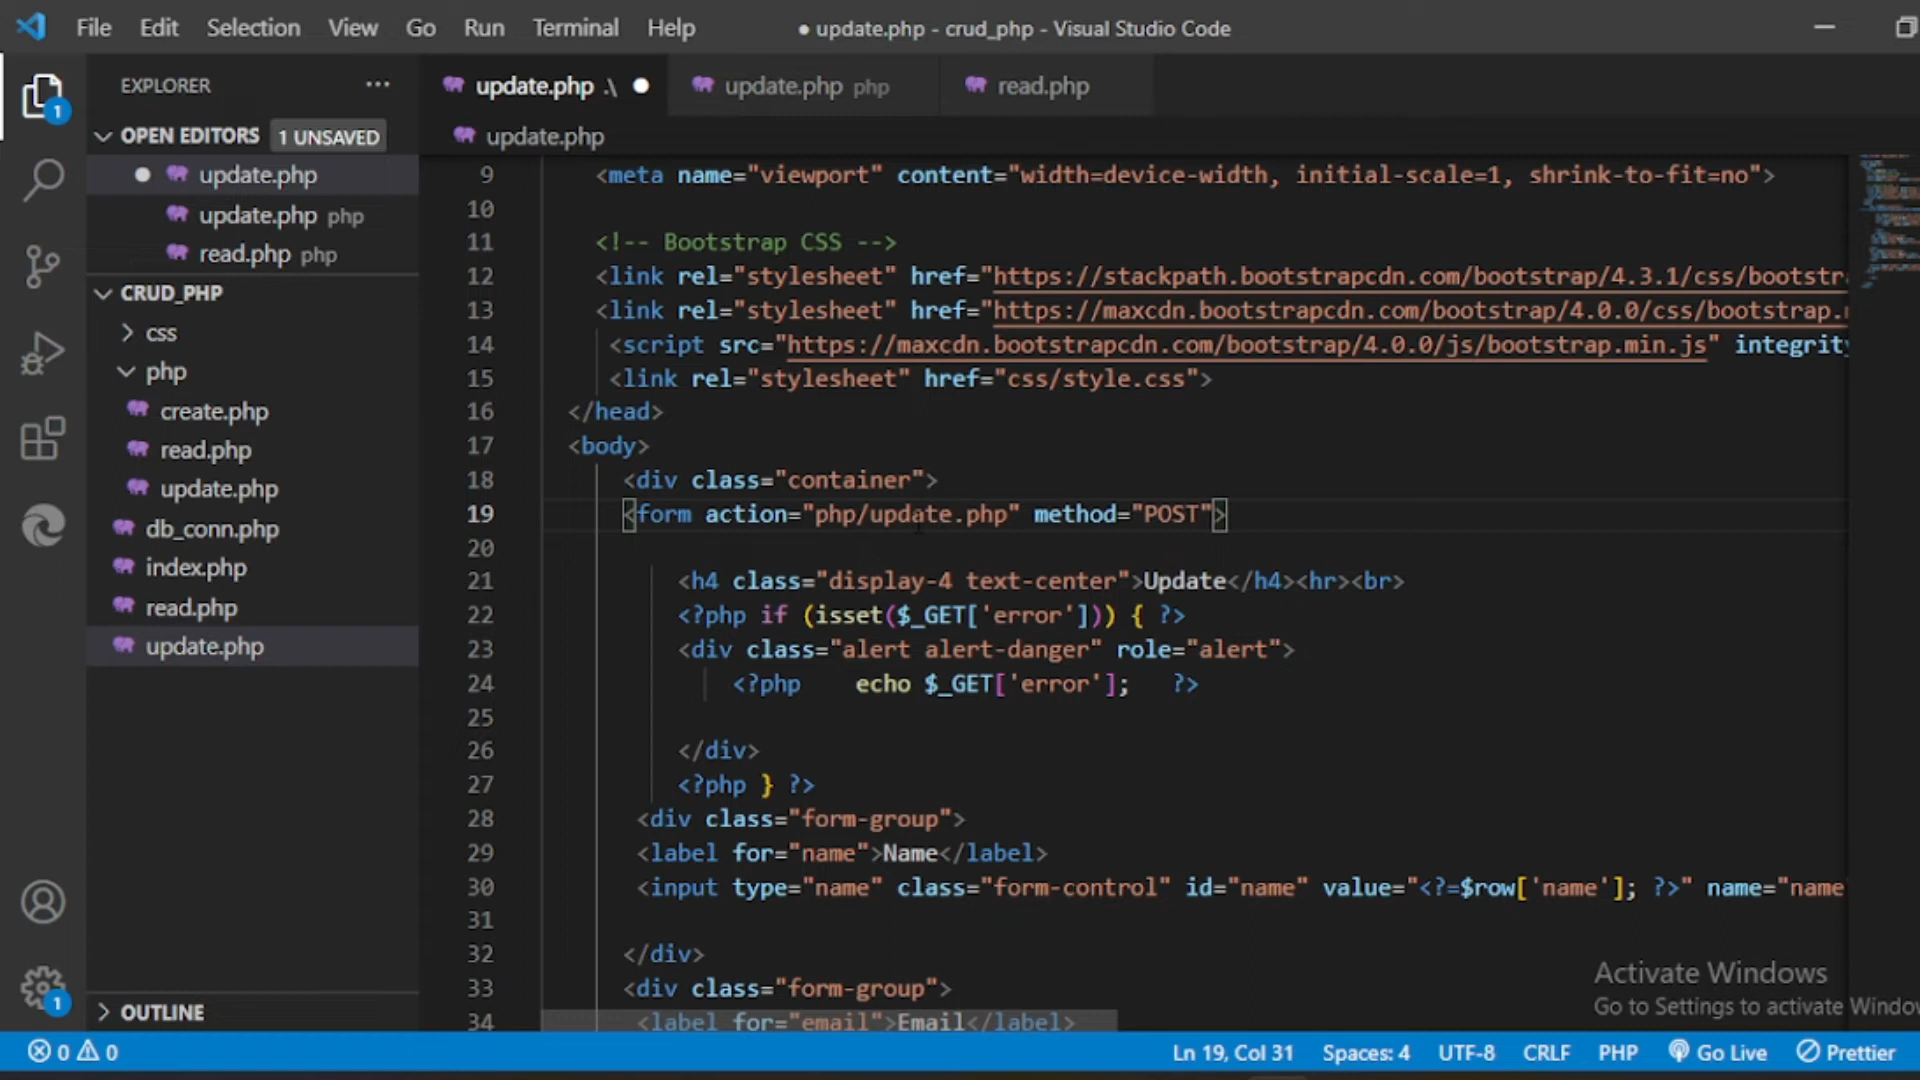 File Edit Selection View Go Run Terminal Help
● update.php - crud_php - Visual Studio Code
EXPLORER ···
update.php .\ ●
update.php php
read.php
1
OPEN EDITORS 1 UNSAVED
update.php
update.php
update.php php
read.php php
CRUD_PHP
css
php
create.php
read.php
update.php
db_conn.php
index.php
read.php
update.php
OUTLINE
1
9 <meta name="viewport" content="width=device-width, initial-scale=1, shrink-to-fit=no">
10
11 <!-- Bootstrap CSS -->
12 <link rel="stylesheet" href="https://stackpath.bootstrapcdn.com/bootstrap/4.3.1/css/bootstr
13 <link rel="stylesheet" href="https://maxcdn.bootstrapcdn.com/bootstrap/4.0.0/css/bootstrap.
14 <script src="https://maxcdn.bootstrapcdn.com/bootstrap/4.0.0/js/bootstrap.min.js" integrity
15 <link rel="stylesheet" href="css/style.css">
16 </head>
17 <body>
18 <div class="container">
19 <form action="php/update.php" method="POST">
20
21 <h4 class="display-4 text-center">Update</h4><hr><br>
22 <?php if (isset($_GET['error'])) { ?>
23 <div class="alert alert-danger" role="alert">
24 <?php    echo $_GET['error'];   ?>
25
26 </div>
27 <?php } ?>
28 <div class="form-group">
29 <label for="name">Name</label>
30 <input type="name" class="form-control" id="name" value="<?=$row['name']; ?>" name="name
31
32 </div>
33 <div class="form-group">
34 <label for="email">Email</label>
Activate Windows
Go to Settings to activate Windo
0 0
Ln 19, Col 31 Spaces: 4 UTF-8 CRLF PHP Go Live Prettier